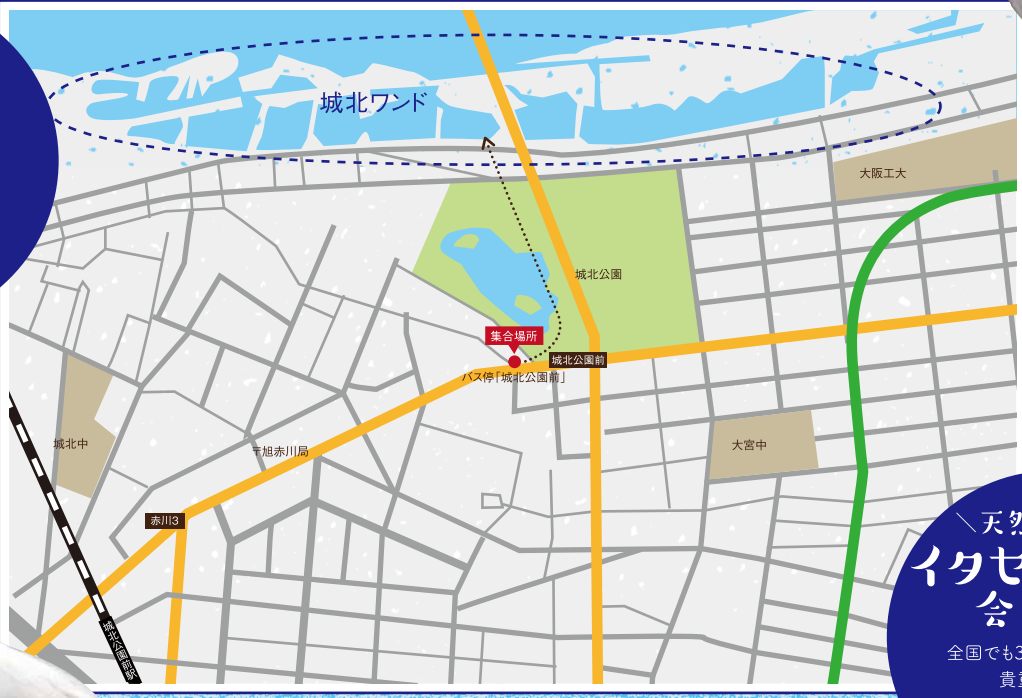 城北ワンド
大阪工大
城北公園
集合場所
城北公園前
バス停「城北公園前」
大宮中
城北中
〒旭赤川局
赤川3
城北公園前駅
＼天然
イタセ
会
全国でも3
貴重